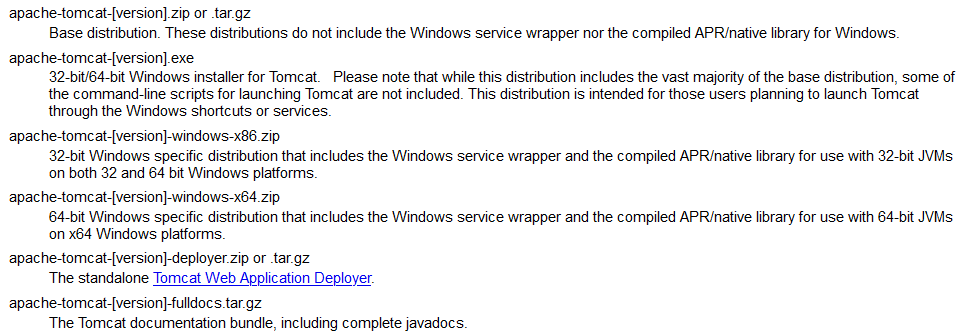 apache-tomcat-[version].zip or .tar.gz
Base distribution. These distributions do not include the Windows service wrapper nor the compiled APR/native library for Windows.
apache-tomcat-[version].exe
32-bit/64-bit Windows installer for Tomcat.   Please note that while this distribution includes the vast majority of the base distribution, some of
the command-line scripts for launching Tomcat are not included. This distribution is intended for those users planning to launch Tomcat
through the Windows shortcuts or services.
apache-tomcat-[version]-windows-x86.zip
32-bit Windows specific distribution that includes the Windows service wrapper and the compiled APR/native library for use with 32-bit JVMs
on both 32 and 64 bit Windows platforms.
apache-tomcat-[version]-windows-x64.zip
64-bit Windows specific distribution that includes the Windows service wrapper and the compiled APR/native library for use with 64-bit JVMs
on x64 Windows platforms.
apache-tomcat-[version]-deployer.zip or .tar.gz
The standalone Tomcat Web Application Deployer.
apache-tomcat-[version]-fulldocs.tar.gz
The Tomcat documentation bundle, including complete javadocs.